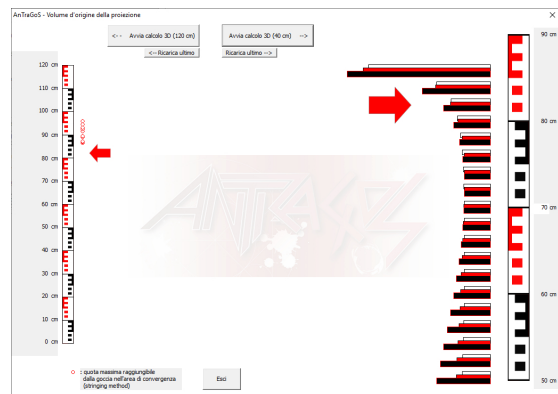 AnTraGoS - Volume d'origine della proiezione
<-- Avvia calcolo 3D (120 cm)
Avvia calcolo 3D (40 cm) -->
<-- Ricarica ultimo
Ricarica ultimo -->
120 cm
110 cm
100 cm
90 cm
80 cm
70 cm
60 cm
50 cm
40 cm
30 cm
20 cm
10 cm
0 cm
ANTRAGOS
90 cm
80 cm
70 cm
60 cm
50 cm
o : quota massima raggiungibile
dalla goccia nell'area di convergenza
(stringing method)
Esci